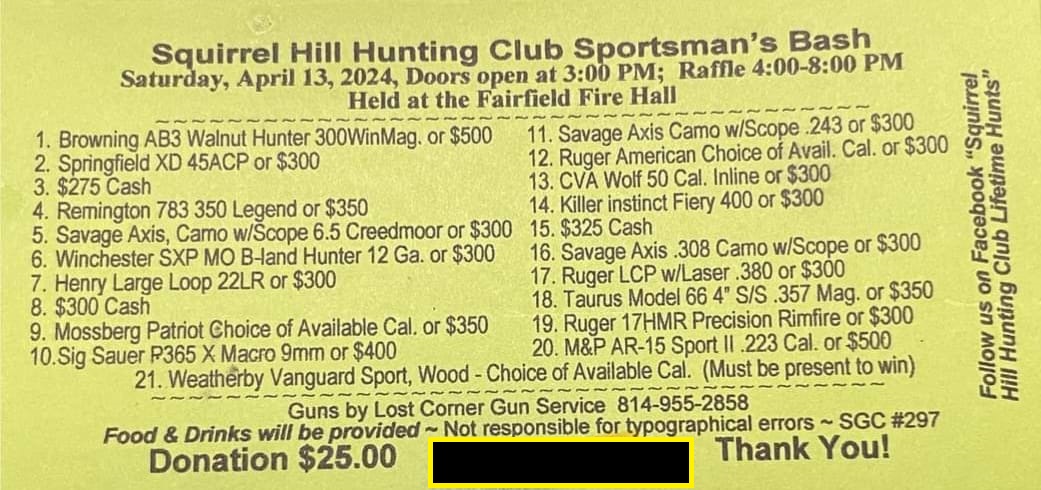 Squirrel Hill Hunting Club Sportsman's Bash
Saturday, April 13, 2024, Doors open at 3:00 PM; Raffle 4:00-8:00 PM
Held at the Fairfield Fire Hall
1. Browning AB3 Walnut Hunter 300WinMag. or $500
2. Springfield XD 45ACP or $300
3. $275 Cash
4. Remington 783 350 Legend or $350
5. Savage Axis, Camo w/Scope 6.5 Creedmoor or $300
6. Winchester SXP MO B-land Hunter 12 Ga. or $300
7. Henry Large Loop 22LR or $300
8. $300 Cash
9. Mossberg Patriot Choice of Available Cal. or $350
10.Sig Sauer P365 X Macro 9mm or $400
11. Savage Axis Camo w/Scope .243 or $300
12. Ruger American Choice of Avail. Cal. or $300
13. CVA Wolf 50 Cal. Inline or $300
14. Killer instinct Fiery 400 or $300
15. $325 Cash
16. Savage Axis .308 Camo w/Scope or $300
17. Ruger LCP w/Laser .380 or $300
18. Taurus Model 66 4" S/S .357 Mag. or $350
19. Ruger 17HMR Precision Rimfire or $300
20. M&P AR-15 Sport II .223 Cal. or $500
21. Weatherby Vanguard Sport, Wood - Choice of Available Cal. (Must be present to win)
Guns by Lost Corner Gun Service 814-955-2858
Food & Drinks will be provided ~ Not responsible for typographical errors ~ SGC #297
Donation $25.00
Thank You!
Follow us on Facebook "Squirrel
Hill Hunting Club Lifetime Hunts"